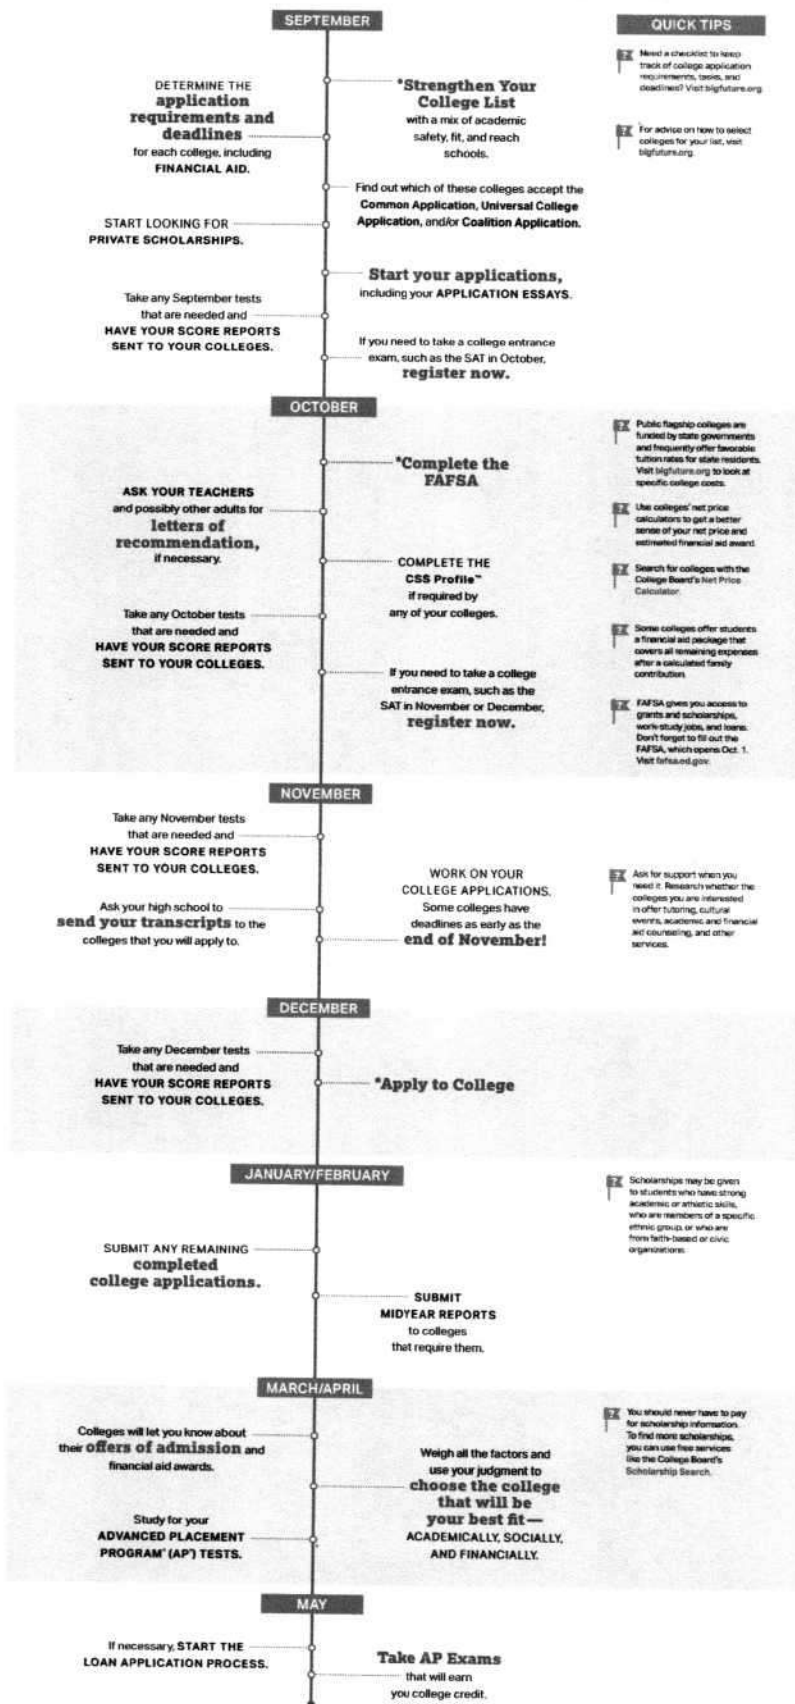 SEPTEMBER
QUICK TIPS
DETERMINE THE
application
requirements and
deadlines
for each college, including
FINANCIAL AID.
*Strengthen Your
College List
with a mix of academic
safety, fit, and reach
schools.
Need a checklist to keep
track of college application
requirements, tasks, and
deadlines? Visit bigfuture.org.
For advice on how to select
colleges for your list, visit
bigfuture.org.
Find out which of these colleges accept the
Common Application, Universal College
Application, and/or Coalition Application.
START LOOKING FOR
PRIVATE SCHOLARSHIPS.
Start your applications,
including your APPLICATION ESSAYS.
Take any September tests
that are needed and
HAVE YOUR SCORE REPORTS
SENT TO YOUR COLLEGES.
If you need to take a college entrance
exam, such as the SAT in October,
register now.
OCTOBER
*Complete the
FAFSA
ASK YOUR TEACHERS
and possibly other adults for
letters of
recommendation,
if necessary.
COMPLETE THE
CSS Profile™
if required by
any of your colleges.
Take any October tests
that are needed and
HAVE YOUR SCORE REPORTS
SENT TO YOUR COLLEGES.
If you need to take a college
entrance exam, such as the
SAT in November or December,
register now.
Public flagship colleges are
funded by state governments
and frequently offer favorable
tuition rates for state residents.
Visit bigfuture.org to look at
specific college costs.
Use colleges' net price
calculators to get a better
sense of your net price and
estimated financial aid award.
Search for colleges with the
College Board's Net Price
Calculator.
Some colleges offer students
a financial aid package that
covers all remaining expenses
after a calculated family
contribution.
FAFSA gives you access to
grants and scholarships,
work-study jobs, and loans.
Don't forget to fill out the
FAFSA, which opens Oct. 1.
Visit fafsa.ed.gov.
NOVEMBER
Take any November tests
that are needed and
HAVE YOUR SCORE REPORTS
SENT TO YOUR COLLEGES.
Ask your high school to
send your transcripts to the
colleges that you will apply to.
WORK ON YOUR
COLLEGE APPLICATIONS.
Some colleges have
deadlines as early as the
end of November!
Ask for support when you
need it. Research whether the
colleges you are interested
in offer tutoring, cultural
events, academic and financial
aid counseling, and other
services.
DECEMBER
Take any December tests
that are needed and
HAVE YOUR SCORE REPORTS
SENT TO YOUR COLLEGES.
*Apply to College
JANUARY/FEBRUARY
SUBMIT ANY REMAINING
completed
college applications.
SUBMIT
MIDYEAR REPORTS
to colleges
that require them.
Scholarships may be given
to students who have strong
academic or athletic skills,
who are members of a specific
ethnic group, or who are
from faith-based or civic
organizations.
MARCH/APRIL
Colleges will let you know about
their offers of admission and
financial aid awards.
Weigh all the factors and
use your judgment to
choose the college
that will be
your best fit—
ACADEMICALLY, SOCIALLY,
AND FINANCIALLY.
Study for your
ADVANCED PLACEMENT
PROGRAM® (AP®) TESTS.
You should never have to pay
for scholarship information.
To find more scholarships,
you can use free services
like the College Board's
Scholarship Search.
MAY
If necessary, START THE
LOAN APPLICATION PROCESS.
Take AP Exams
that will earn
you college credit.